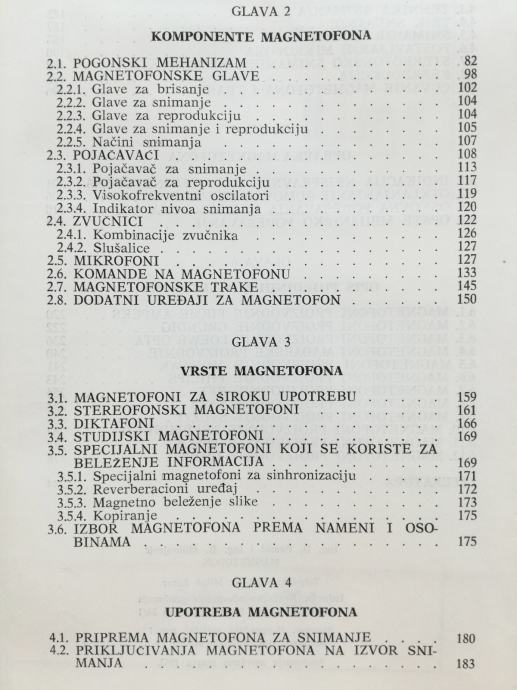 GLAVA 2
KOMPONENTE MAGNETOFONA
2.1. POGONSKI MEHANIZAM . . . . . . . . . . 82
2.2. MAGNETOFONSKE GLAVE . . . . . . . . . . 98
2.2.1. Glave za brisanje . . . . . . . . . . 102
2.2.2. Glave za snimanje . . . . . . . . . . 104
2.2.3. Glave za reprodukciju . . . . . . . . . . 104
2.2.4. Glave za snimanje i reprodukciju . . . . . . . 105
2.2.5. Načini snimanja . . . . . . . . . . 107
2.3. POJAČAVAČI . . . . . . . . . . 108
2.3.1. Pojačavač za snimanje . . . . . . . . . . 113
2.3.2. Pojačavač za reprodukciju . . . . . . . . . 117
2.3.3. Visokofrekventni oscilatori . . . . . . . . . 119
2.3.4. Indikator nivoa snimanja . . . . . . . . . 120
2.4. ZVUČNICI . . . . . . . . . . 122
2.4.1. Kombinacije zvučnika . . . . . . . . . . 126
2.4.2. Slušalice . . . . . . . . . . 127
2.5. MIKROFONI . . . . . . . . . . 127
2.6. KOMANDE NA MAGNETOFONU . . . . . . . . 133
2.7. MAGNETOFONSKE TRAKE . . . . . . . . . . 145
2.8. DODATNI UREĐAJI ZA MAGNETOFON . . . . . . 150
GLAVA 3
VRSTE MAGNETOFONA
3.1. MAGNETOFONI ZA ŠIROKU UPOTREBU . . . . . 159
3.2. STEREOFONSKI MAGNETOFONI . . . . . . . . 161
3.3. DIKTAFONI . . . . . . . . . . 166
3.4. STUDIJSKI MAGNETOFONI . . . . . . . . . . 169
3.5. SPECIJALNI MAGNETOFONI KOJI SE KORISTE ZA
BELEŽENJE INFORMACIJA . . . . . . . . . . 169
3.5.1. Specijalni magnetofoni za sinhronizaciju . . . . . 171
3.5.2. Reverberacioni uređaj . . . . . . . . . . 172
3.5.3. Magnetno beleženje slike . . . . . . . . . 173
3.5.4. Kopiranje . . . . . . . . . . 175
3.6. IZBOR MAGNETOFONA PREMA NAMENI I OSO-
BINAMA . . . . . . . . . . 175
GLAVA 4
UPOTREBA MAGNETOFONA
4.1. PRIPREMA MAGNETOFONA ZA SNIMANJE . . . . 180
4.2. PRIKLJUČIVANJA MAGNETOFONA NA IZVOR SNI-
MANJA . . . . . . . . . . 183